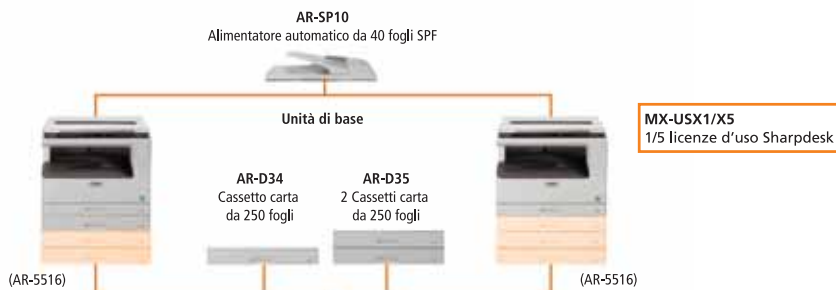 AR-SP10
Alimentatore automatico da 40 fogli SPF
Unità di base
MX-USX1/X5
1/5 licenze d'uso Sharpdesk
AR-D34
Cassetto carta
da 250 fogli
AR-D35
2 Cassetti carta
da 250 fogli
(AR-5516)
(AR-5516)